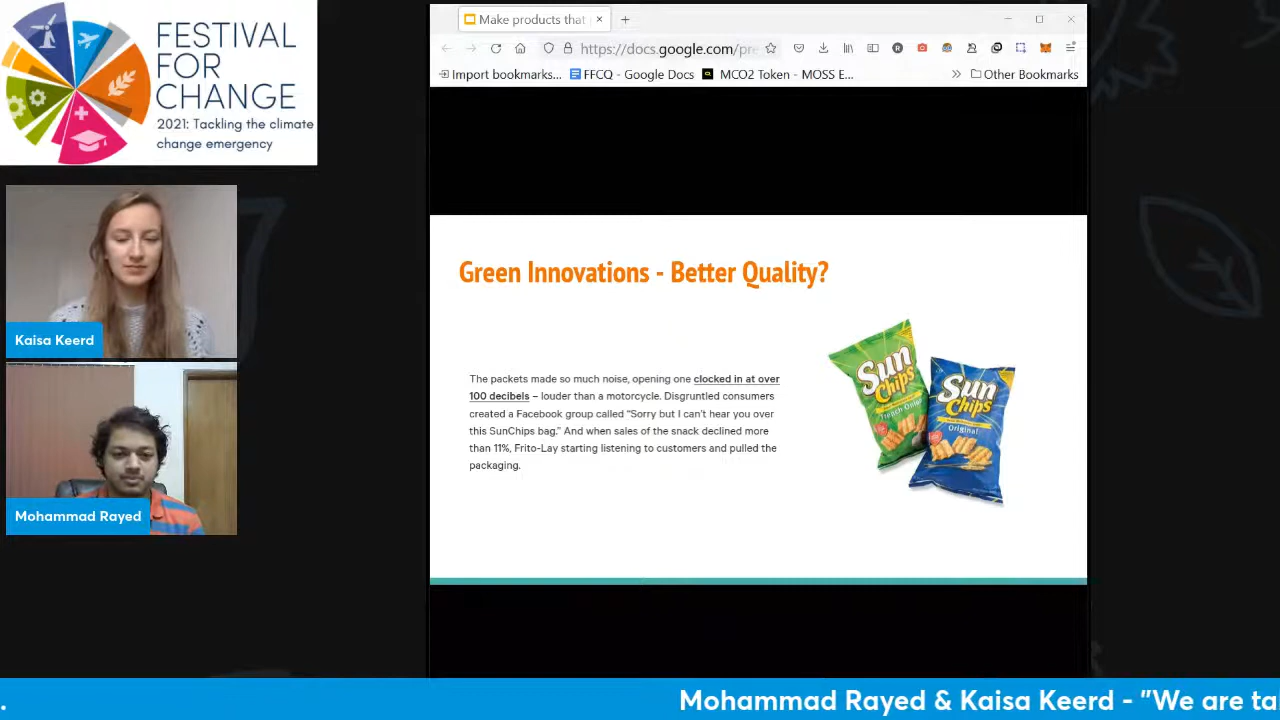 FESTIVAL
FOR
CHANGE
2021: Tackling the climate
change emergency
Make products that
https://docs.google.com/pre
Import bookmarks...
FFCQ - Google Docs
MCO2 Token - MOSS E...
Other Bookmarks
Kaisa Keerd
Mohammad Rayed
Green Innovations - Better Quality?
The packets made so much noise, opening one clocked in at over
100 decibels – louder than a motorcycle. Disgruntled consumers
created a Facebook group called “Sorry but I can’t hear you over
this SunChips bag.” And when sales of the snack declined more
than 11%, Frito-Lay starting listening to customers and pulled the
packaging.
Sun
Chips
French Onion
Sun
Chips
Original
. Mohammad Rayed & Kaisa Keerd - "We are ta